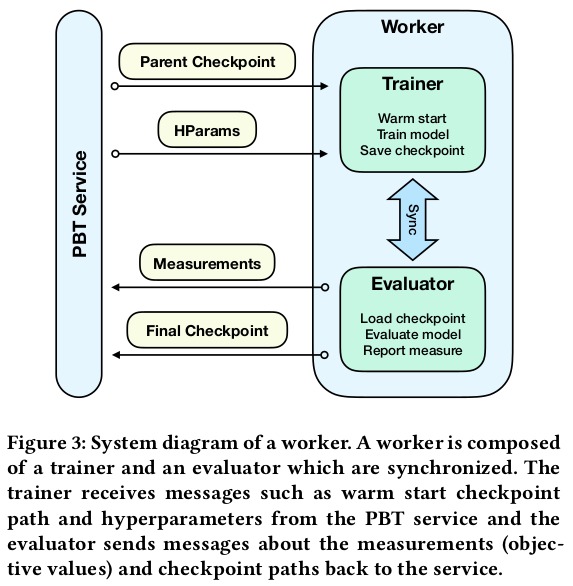 Worker
Parent Checkpoint
Trainer
Warm start
Train model
Save checkpoint
HParams
PBT Service
Sync
Measurements
Evaluator
Load checkpoint
Evaluate model
Report measure
Final Checkpoint
Figure 3: System diagram of a worker. A worker is composed
of a trainer and an evaluator which are synchronized. The
trainer receives messages such as warm start checkpoint
path and hyperparameters from the PBT service and the
evaluator sends messages about the measurements (objec-
tive values) and checkpoint paths back to the service.